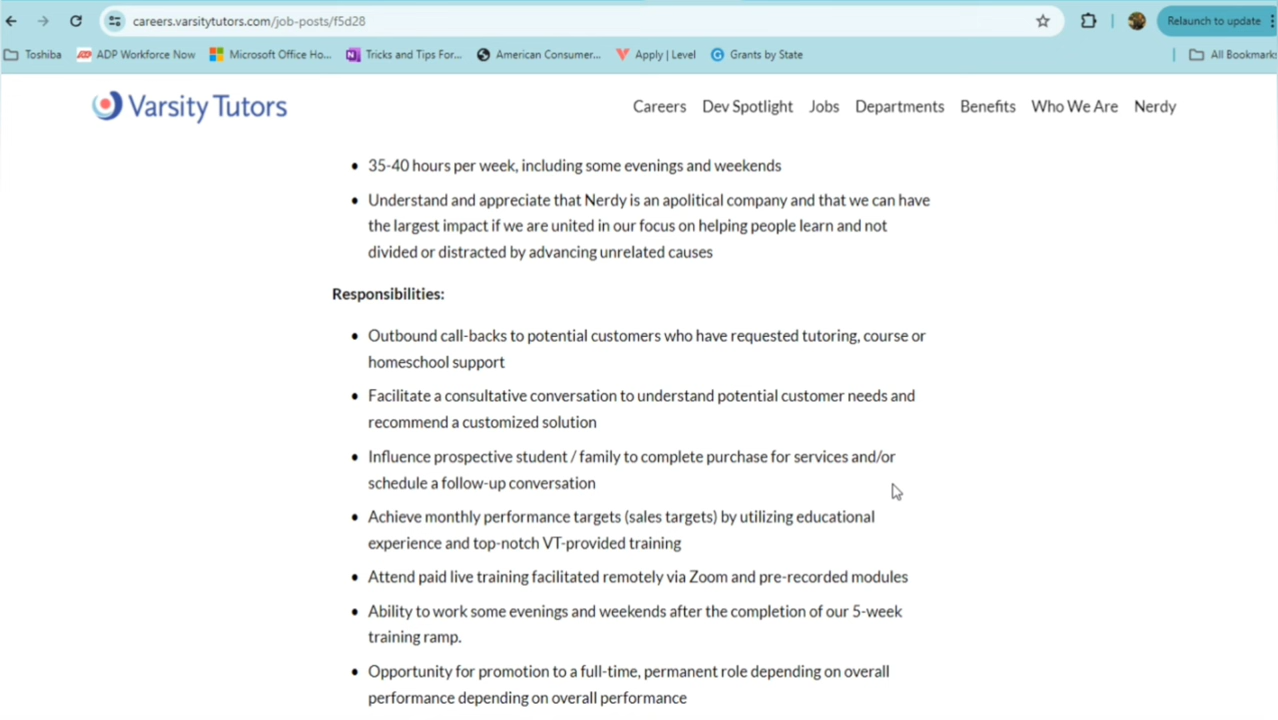 careers.varsitytutors.com/job-posts/f5d28
Relaunch to update
Toshiba ADP Workforce Now Microsoft Office Ho... Tricks and Tips For... American Consumer... Apply | Level Grants by State All Bookmark
Varsity Tutors
Careers Dev Spotlight Jobs Departments Benefits Who We Are Nerdy
• 35-40 hours per week, including some evenings and weekends
• Understand and appreciate that Nerdy is an apolitical company and that we can have
the largest impact if we are united in our focus on helping people learn and not
divided or distracted by advancing unrelated causes
Responsibilities:
• Outbound call-backs to potential customers who have requested tutoring, course or
homeschool support
• Facilitate a consultative conversation to understand potential customer needs and
recommend a customized solution
• Influence prospective student / family to complete purchase for services and/or
schedule a follow-up conversation
• Achieve monthly performance targets (sales targets) by utilizing educational
experience and top-notch VT-provided training
• Attend paid live training facilitated remotely via Zoom and pre-recorded modules
• Ability to work some evenings and weekends after the completion of our 5-week
training ramp.
• Opportunity for promotion to a full-time, permanent role depending on overall
performance depending on overall performance